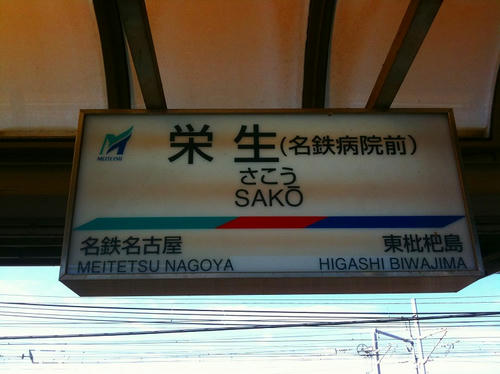 MEITETSU
栄生(名鉄病院前)
さこう
SAKŌ
名鉄名古屋 東枇杷島
MEITETSU NAGOYA HIGASHI BIWAJIMA